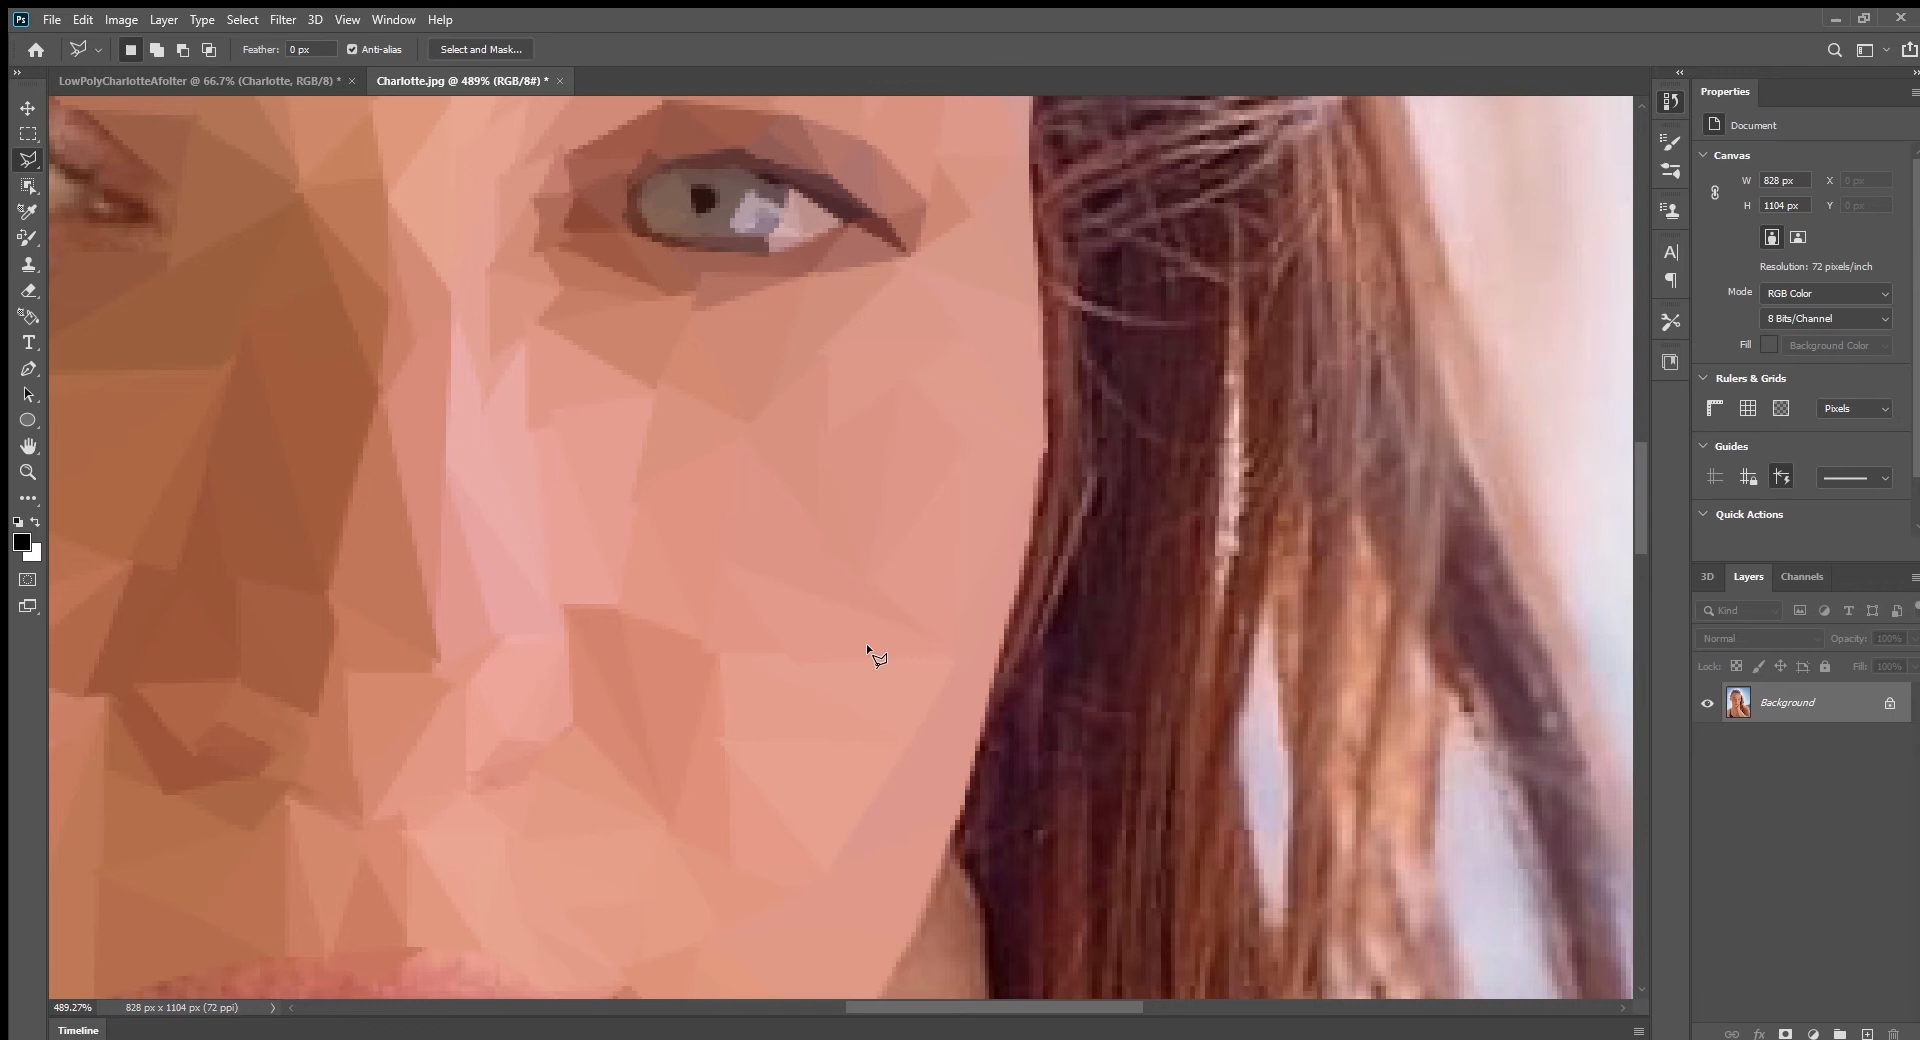 Ps File Edit Image Layer Type Select Filter 3D View Window Help
Feather: 0 px Anti-alias Select and Mask...
LowPolyCharlotteAfolter @ 66.7% (Charlotte, RGB/8) * × Charlotte.jpg @ 489% (RGB/8#) * ×
Properties
Document
Canvas
W 828 px X 0 px
H 1104 px Y 0 px
Resolution: 72 pixels/inch
Mode RGB Color
8 Bits/Channel
Fill Background Color
Rulers & Grids
Pixels
Guides
Quick Actions
3D Layers Channels
Kind
Normal Opacity: 100%
Lock: Fill: 100%
Background
489.27% 828 px x 1104 px (72 ppi)
Timeline